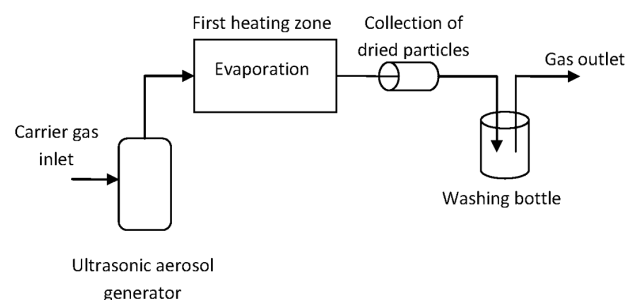 First heating zone
Evaporation
Collection of
dried particles
Gas outlet
Carrier gas
inlet
Washing bottle
Ultrasonic aerosol
generator